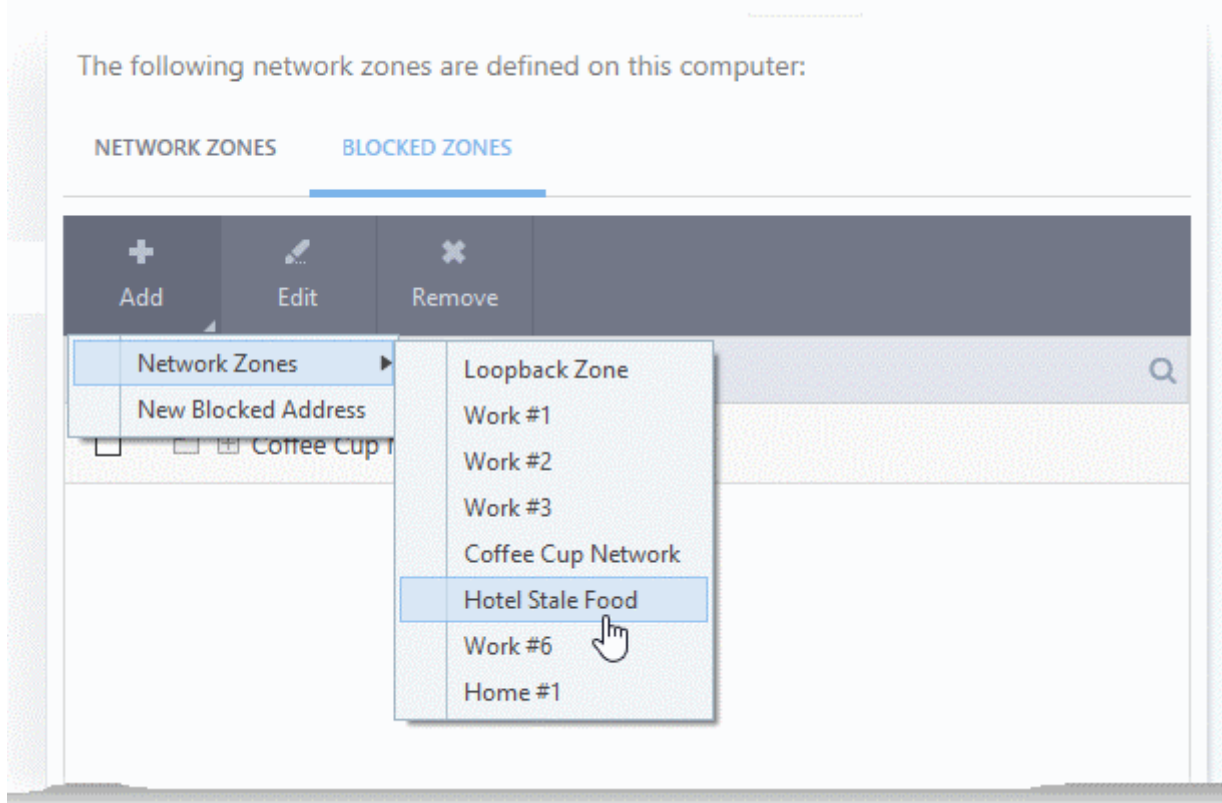 The following network zones are defined on this computer:
NETWORK ZONES BLOCKED ZONES
Add Edit Remove
Network Zones
New Blocked Address
Coffee Cup
Loopback Zone
Work #1
Work #2
Work #3
Coffee Cup Network
Hotel Stale Food
Work #6
Home #1